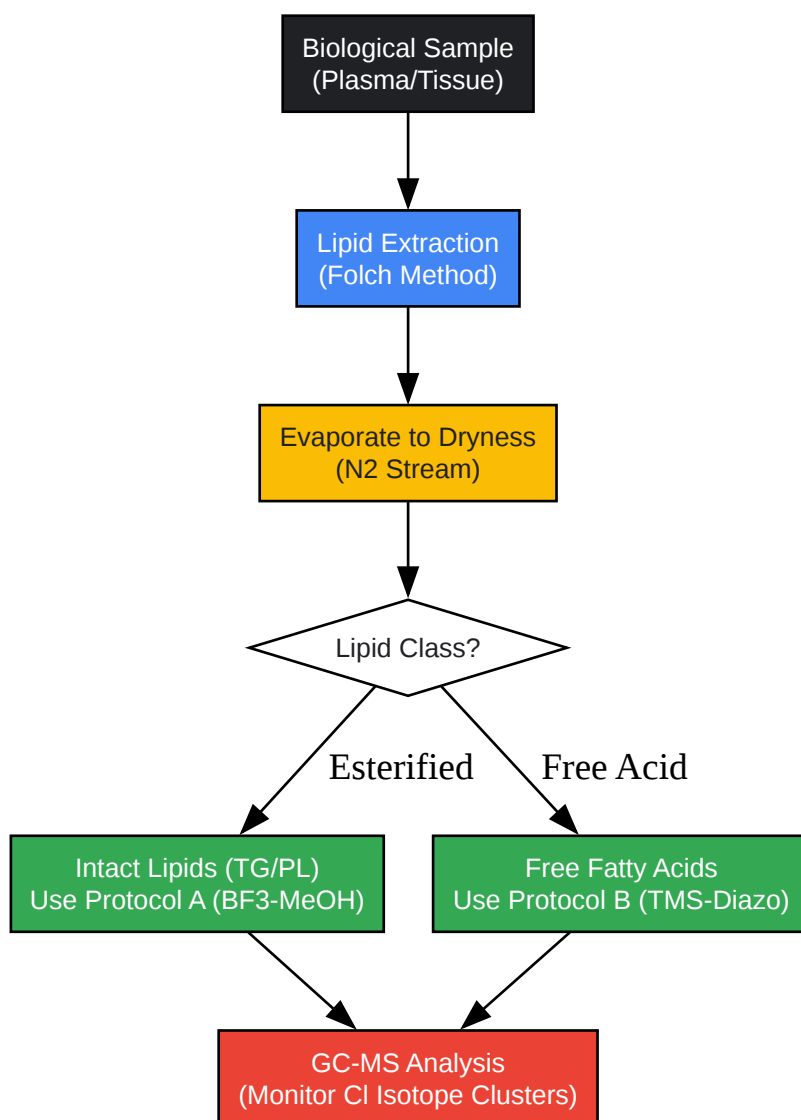 Biological Sample
(Plasma/Tissue)
Lipid Extraction
(Folch Method)
Evaporate to Dryness
(N2 Stream)
Lipid Class?
Esterified
Free Acid
Intact Lipids (TG/PL)
Use Protocol A (BF3-MeOH)
Free Fatty Acids
Use Protocol B (TMS-Diazo)
GC-MS Analysis
(Monitor Cl Isotope Clusters)